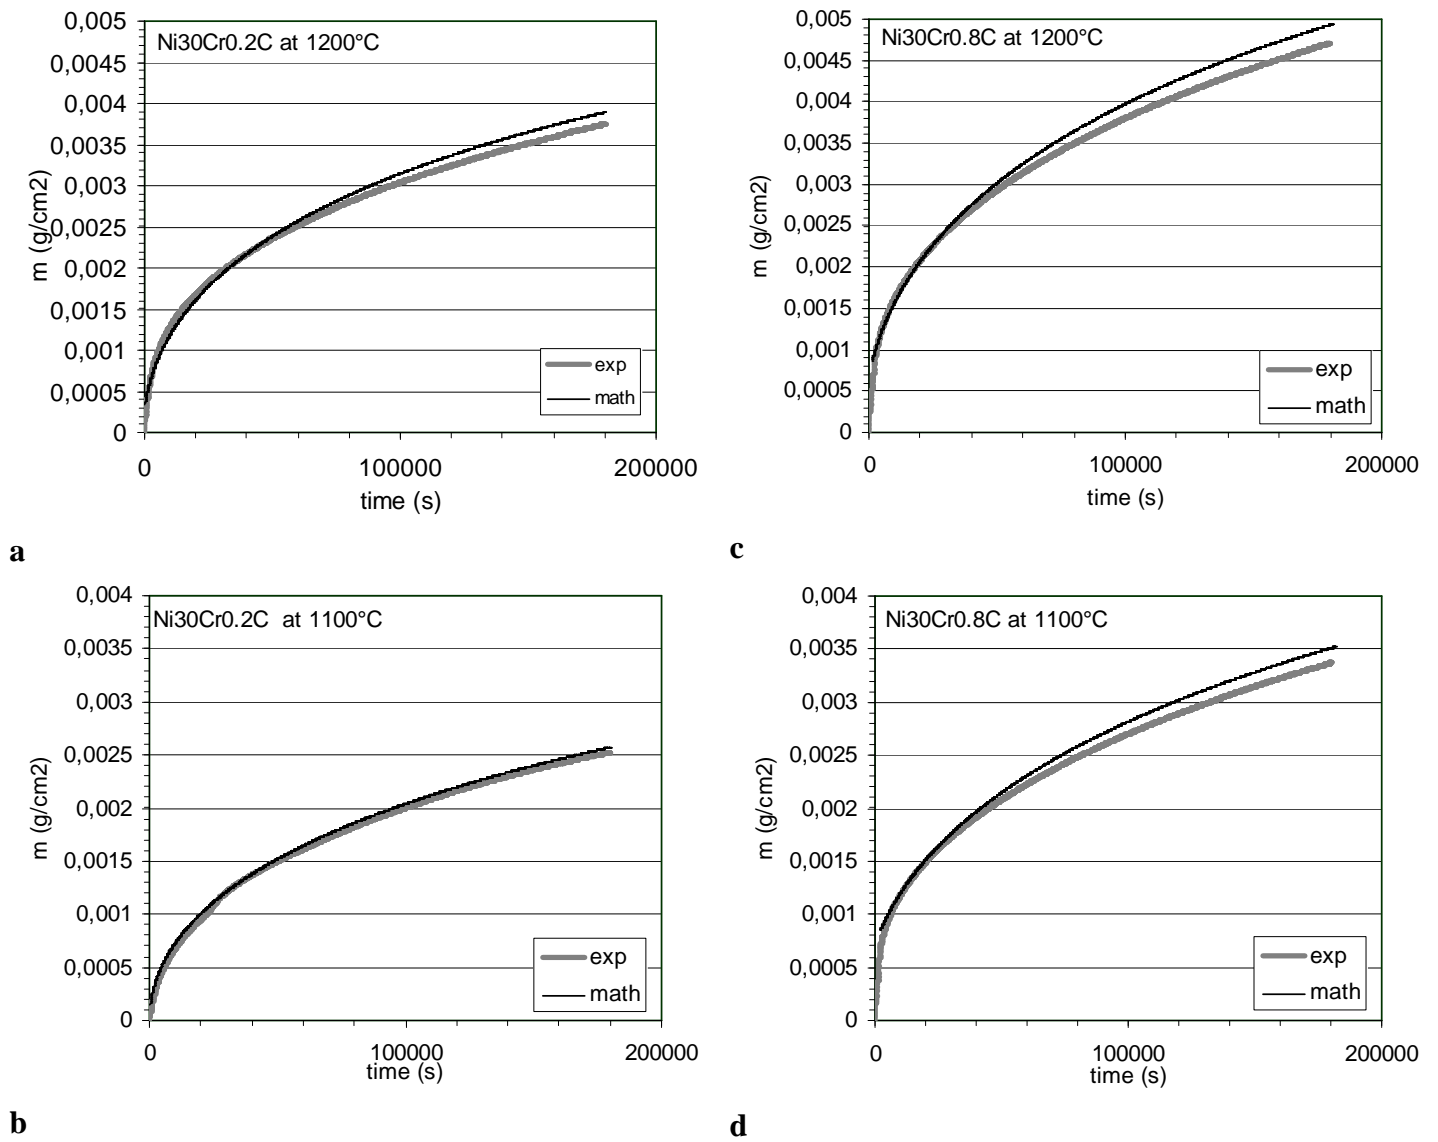 Ni30Cr0.2C at 1200°C
0,005
0,0045
0,004
0,0035
0,003
0,0025
0,002
0,0015
0,001
0,0005
0
m (g/cm2)
exp
math
0 100000 200000
time (s)
a
Ni30Cr0.8C at 1200°C
0,005
0,0045
0,004
0,0035
0,003
0,0025
0,002
0,0015
0,001
0,0005
0
m (g/cm2)
exp
math
0 100000 200000
time (s)
c
Ni30Cr0.2C at 1100°C
0,004
0,0035
0,003
0,0025
0,002
0,0015
0,001
0,0005
0
m (g/cm2)
exp
math
0 100000 200000
time (s)
b
Ni30Cr0.8C at 1100°C
0,004
0,0035
0,003
0,0025
0,002
0,0015
0,001
0,0005
0
m (g/cm2)
exp
math
0 100000 200000
time (s)
d